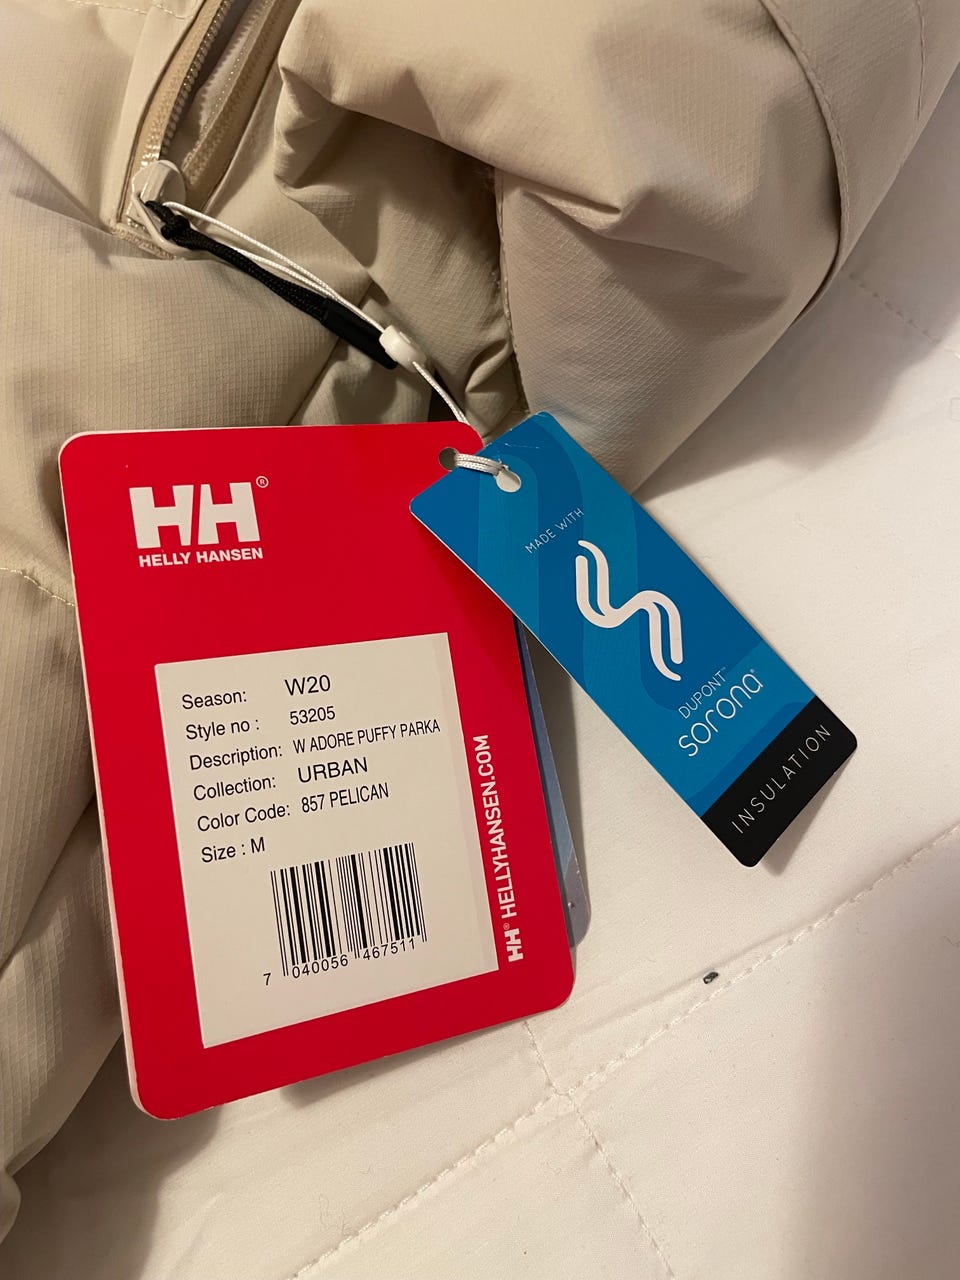 HH®
HELLY HANSEN
Season: W20
Style no : 53205
Description: W ADORE PUFFY PARKA
Collection: URBAN
Color Code: 857 PELICAN
Size : M
7 040056 467511
HH® HELLYHANSEN.COM
MADE WITH
DUPONT™
sorona®
INSULATION